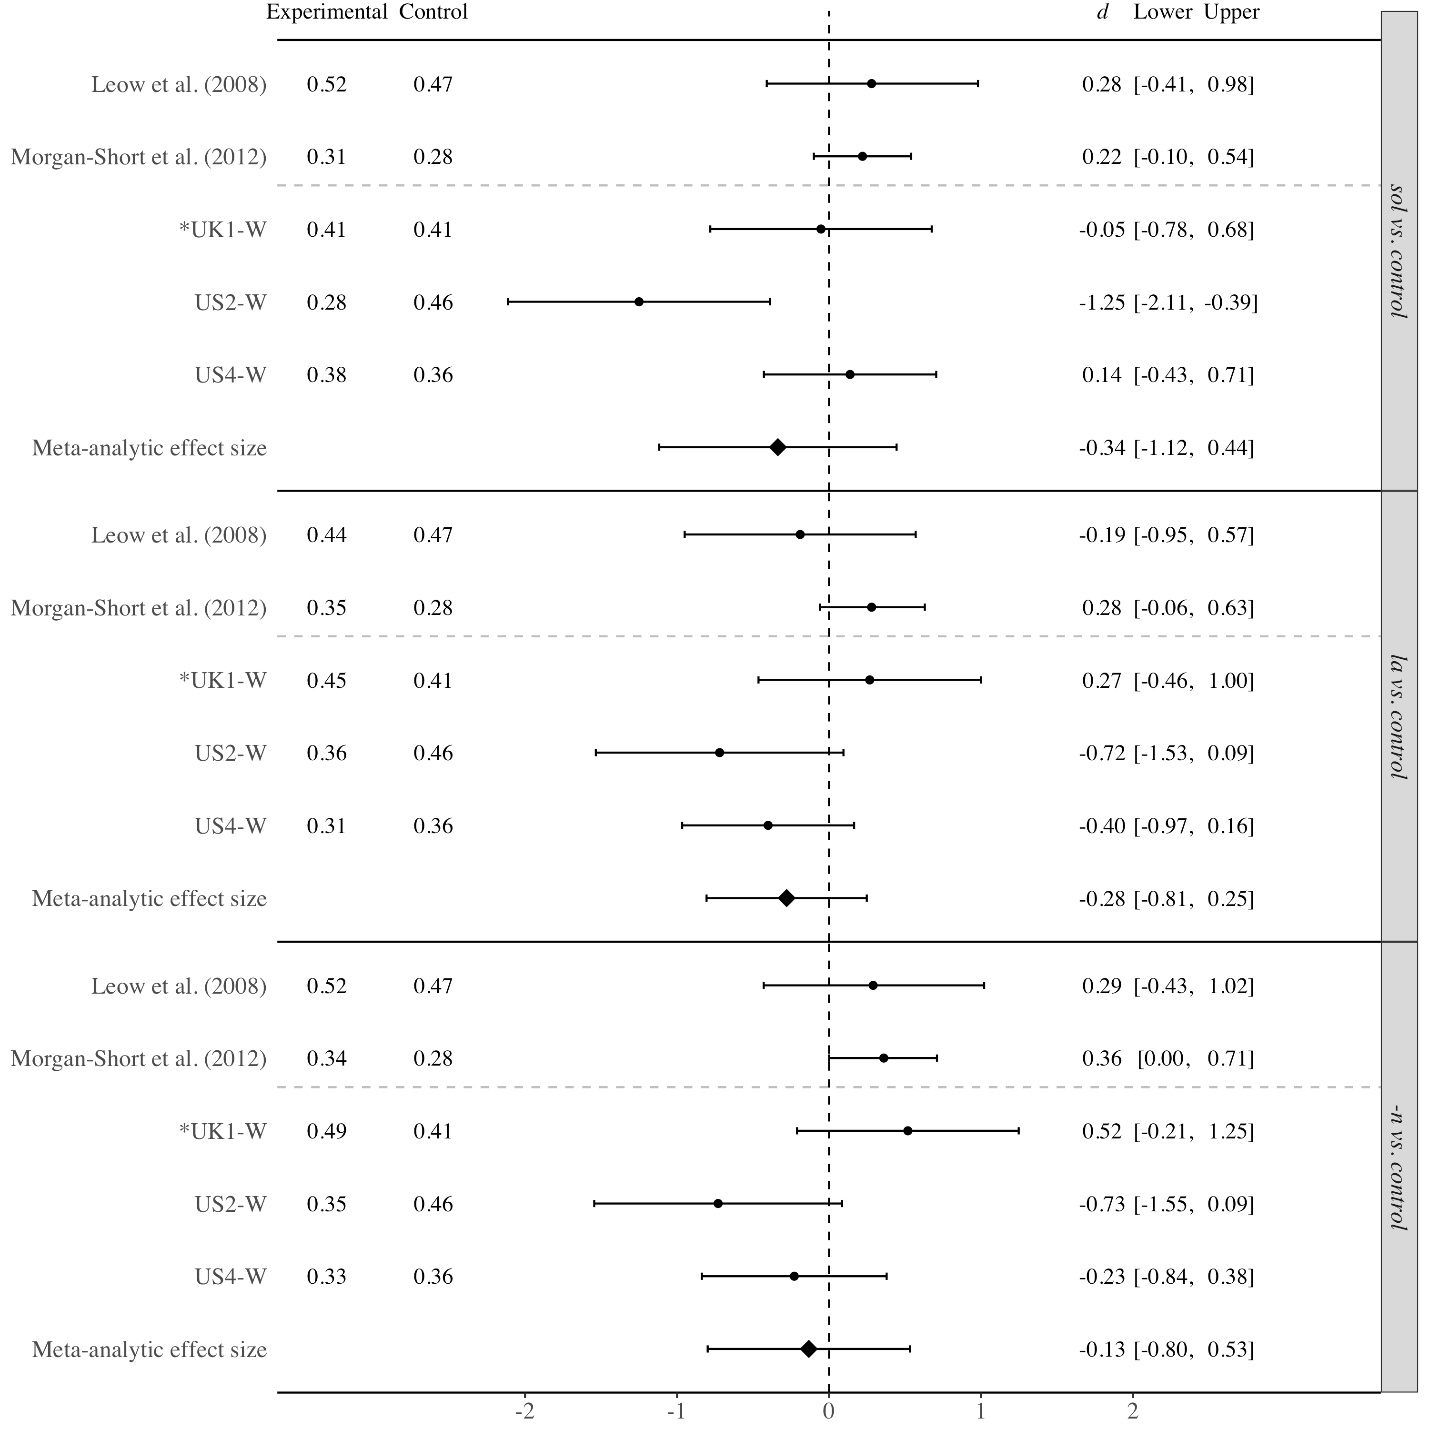 Experimental Control d Lower Upper
Leow et al. (2008) 0.52 0.47 0.28 [-0.41, 0.98]
Morgan-Short et al. (2012) 0.31 0.28 0.22 [-0.10, 0.54]
*UK1-W 0.41 0.41 -0.05 [-0.78, 0.68]
US2-W 0.28 0.46 -1.25 [-2.11, -0.39]
US4-W 0.38 0.36 0.14 [-0.43, 0.71]
Meta-analytic effect size -0.34 [-1.12, 0.44]
sol vs. control
Leow et al. (2008) 0.44 0.47 -0.19 [-0.95, 0.57]
Morgan-Short et al. (2012) 0.35 0.28 0.28 [-0.06, 0.63]
*UK1-W 0.45 0.41 0.27 [-0.46, 1.00]
US2-W 0.36 0.46 -0.72 [-1.53, 0.09]
US4-W 0.31 0.36 -0.40 [-0.97, 0.16]
Meta-analytic effect size -0.28 [-0.81, 0.25]
la vs. control
Leow et al. (2008) 0.52 0.47 0.29 [-0.43, 1.02]
Morgan-Short et al. (2012) 0.34 0.28 0.36 [0.00, 0.71]
*UK1-W 0.49 0.41 0.52 [-0.21, 1.25]
US2-W 0.35 0.46 -0.73 [-1.55, 0.09]
US4-W 0.33 0.36 -0.23 [-0.84, 0.38]
Meta-analytic effect size -0.13 [-0.80, 0.53]
-n vs. control
-2 -1 0 1 2